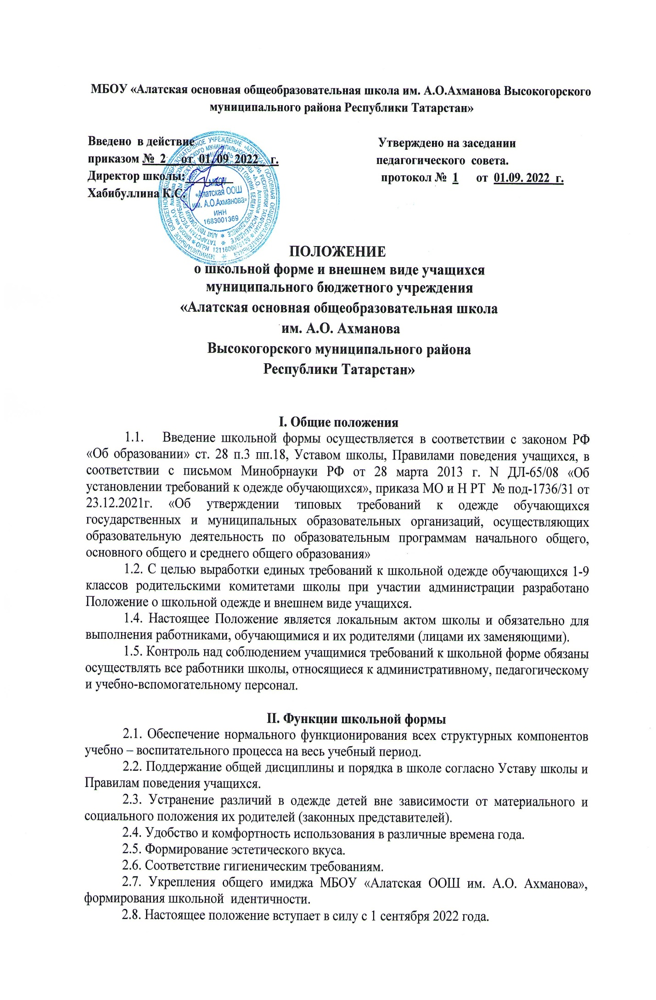 МБОУ «Алатская основная общеобразовательная школа им. А.О.Ахманова Высокогорского
муниципального района Республики Татарстан»
Введено в действие
приказом № 2 от 01. 09 2022 г.
Директор школы:
Хабибуллина К.С.
Утверждено на заседании
педагогического совета.
протокол № 1 от 01.09. 2022 г.
МБОУ
«Алатская ООШ
им. А.О.Ахманова»
ИНН
1683001369
ПОЛОЖЕНИЕ
о школьной форме и внешнем виде учащихся
муниципального бюджетного учреждения
«Алатская основная общеобразовательная школа
им. А.О. Ахманова
Высокогорского муниципального района
Республики Татарстан»
I. Общие положения
1.1. Введение школьной формы осуществляется в соответствии с законом РФ
«Об образовании» ст. 28 п.3 пп.18, Уставом школы, Правилами поведения учащихся, в
соответствии с письмом Минобрнауки РФ от 28 марта 2013 г. N ДЛ-65/08 «Об
установлении требований к одежде обучающихся», приказа МО и Н РТ № под-1736/31 от
23.12.2021г. «Об утверждении типовых требований к одежде обучающихся
государственных и муниципальных образовательных организаций, осуществляющих
образовательную деятельность по образовательным программам начального общего,
основного общего и среднего общего образования»
1.2. С целью выработки единых требований к школьной одежде обучающихся 1-9
классов родительскими комитетами школы при участии администрации разработано
Положение о школьной одежде и внешнем виде учащихся.
1.4. Настоящее Положение является локальным актом школы и обязательно для
выполнения работниками, обучающимися и их родителями (лицами их заменяющими).
1.5. Контроль над соблюдением учащимися требований к школьной форме обязаны
осуществлять все работники школы, относящиеся к административному, педагогическому
и учебно-вспомогательному персонал.
II. Функции школьной формы
2.1. Обеспечение нормального функционирования всех структурных компонентов
учебно – воспитательного процесса на весь учебный период.
2.2. Поддержание общей дисциплины и порядка в школе согласно Уставу школы и
Правилам поведения учащихся.
2.3. Устранение различий в одежде детей вне зависимости от материального и
социального положения их родителей (законных представителей).
2.4. Удобство и комфортность использования в различные времена года.
2.5. Формирование эстетического вкуса.
2.6. Соответствие гигиеническим требованиям.
2.7. Укрепления общего имиджа МБОУ «Алатская ООШ им. А.О. Ахманова»,
формирования школьной идентичности.
2.8. Настоящее положение вступает в силу с 1 сентября 2022 года.